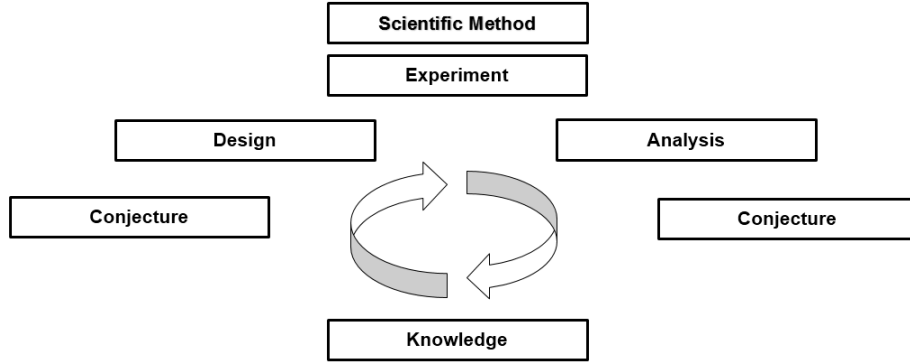 Scientific Method
Experiment
Design
Analysis
Conjecture
Conjecture
Knowledge